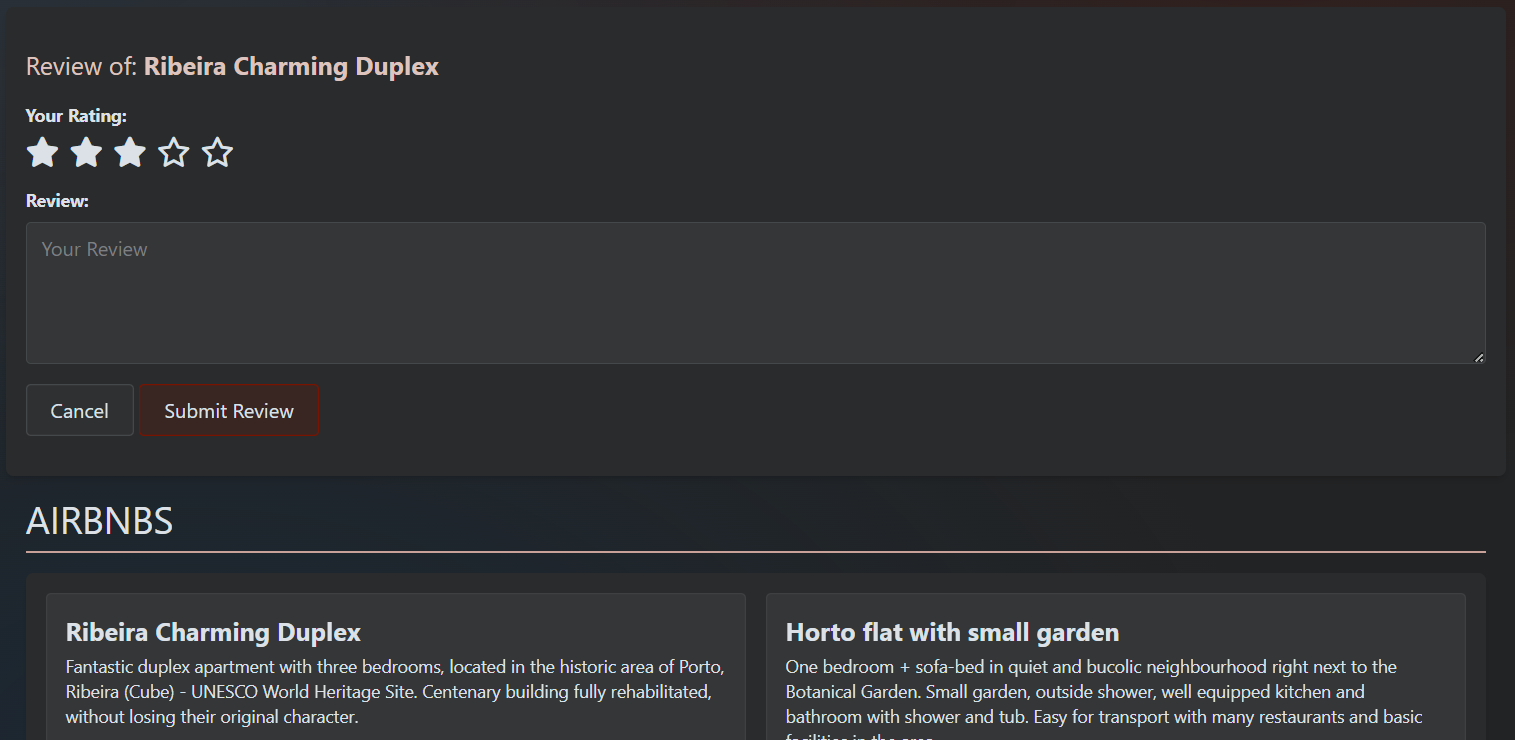 Review of: Ribeira Charming Duplex
Your Rating:
Review:
Your Review
Cancel
Submit Review
AIRBNBS
Ribeira Charming Duplex
Fantastic duplex apartment with three bedrooms, located in the historic area of Porto,
Ribeira (Cube) - UNESCO World Heritage Site. Centenary building fully rehabilitated,
without losing their original character.
Horto flat with small garden
One bedroom + sofa-bed in quiet and bucolic neighbourhood right next to the
Botanical Garden. Small garden, outside shower, well equipped kitchen and
bathroom with shower and tub. Easy for transport with many restaurants and basic
facilities in the area.